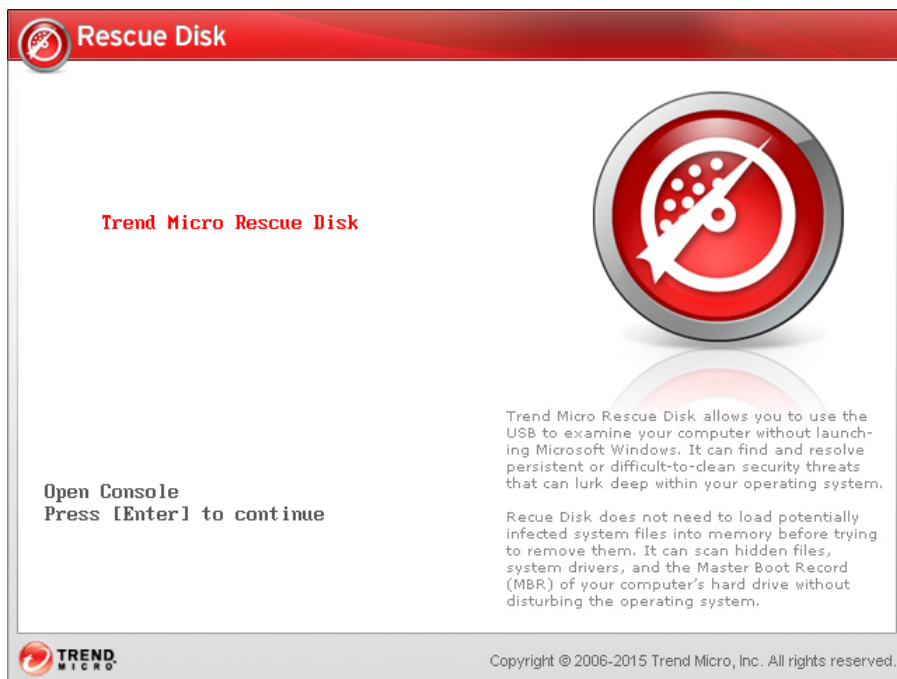 Rescue Disk
Trend Micro Rescue Disk
Open Console
Press [Enter] to continue
Trend Micro Rescue Disk allows you to use the
USB to examine your computer without launch-
ing Microsoft Windows. It can find and resolve
persistent or difficult-to-clean security threats
that can lurk deep within your operating system.
Recue Disk does not need to load potentially
infected system files into memory before trying
to remove them. It can scan hidden files,
system drivers, and the Master Boot Record
(MBR) of your computer's hard drive without
disturbing the operating system.
TREND
MICRO
Copyright © 2006-2015 Trend Micro, Inc. All rights reserved.